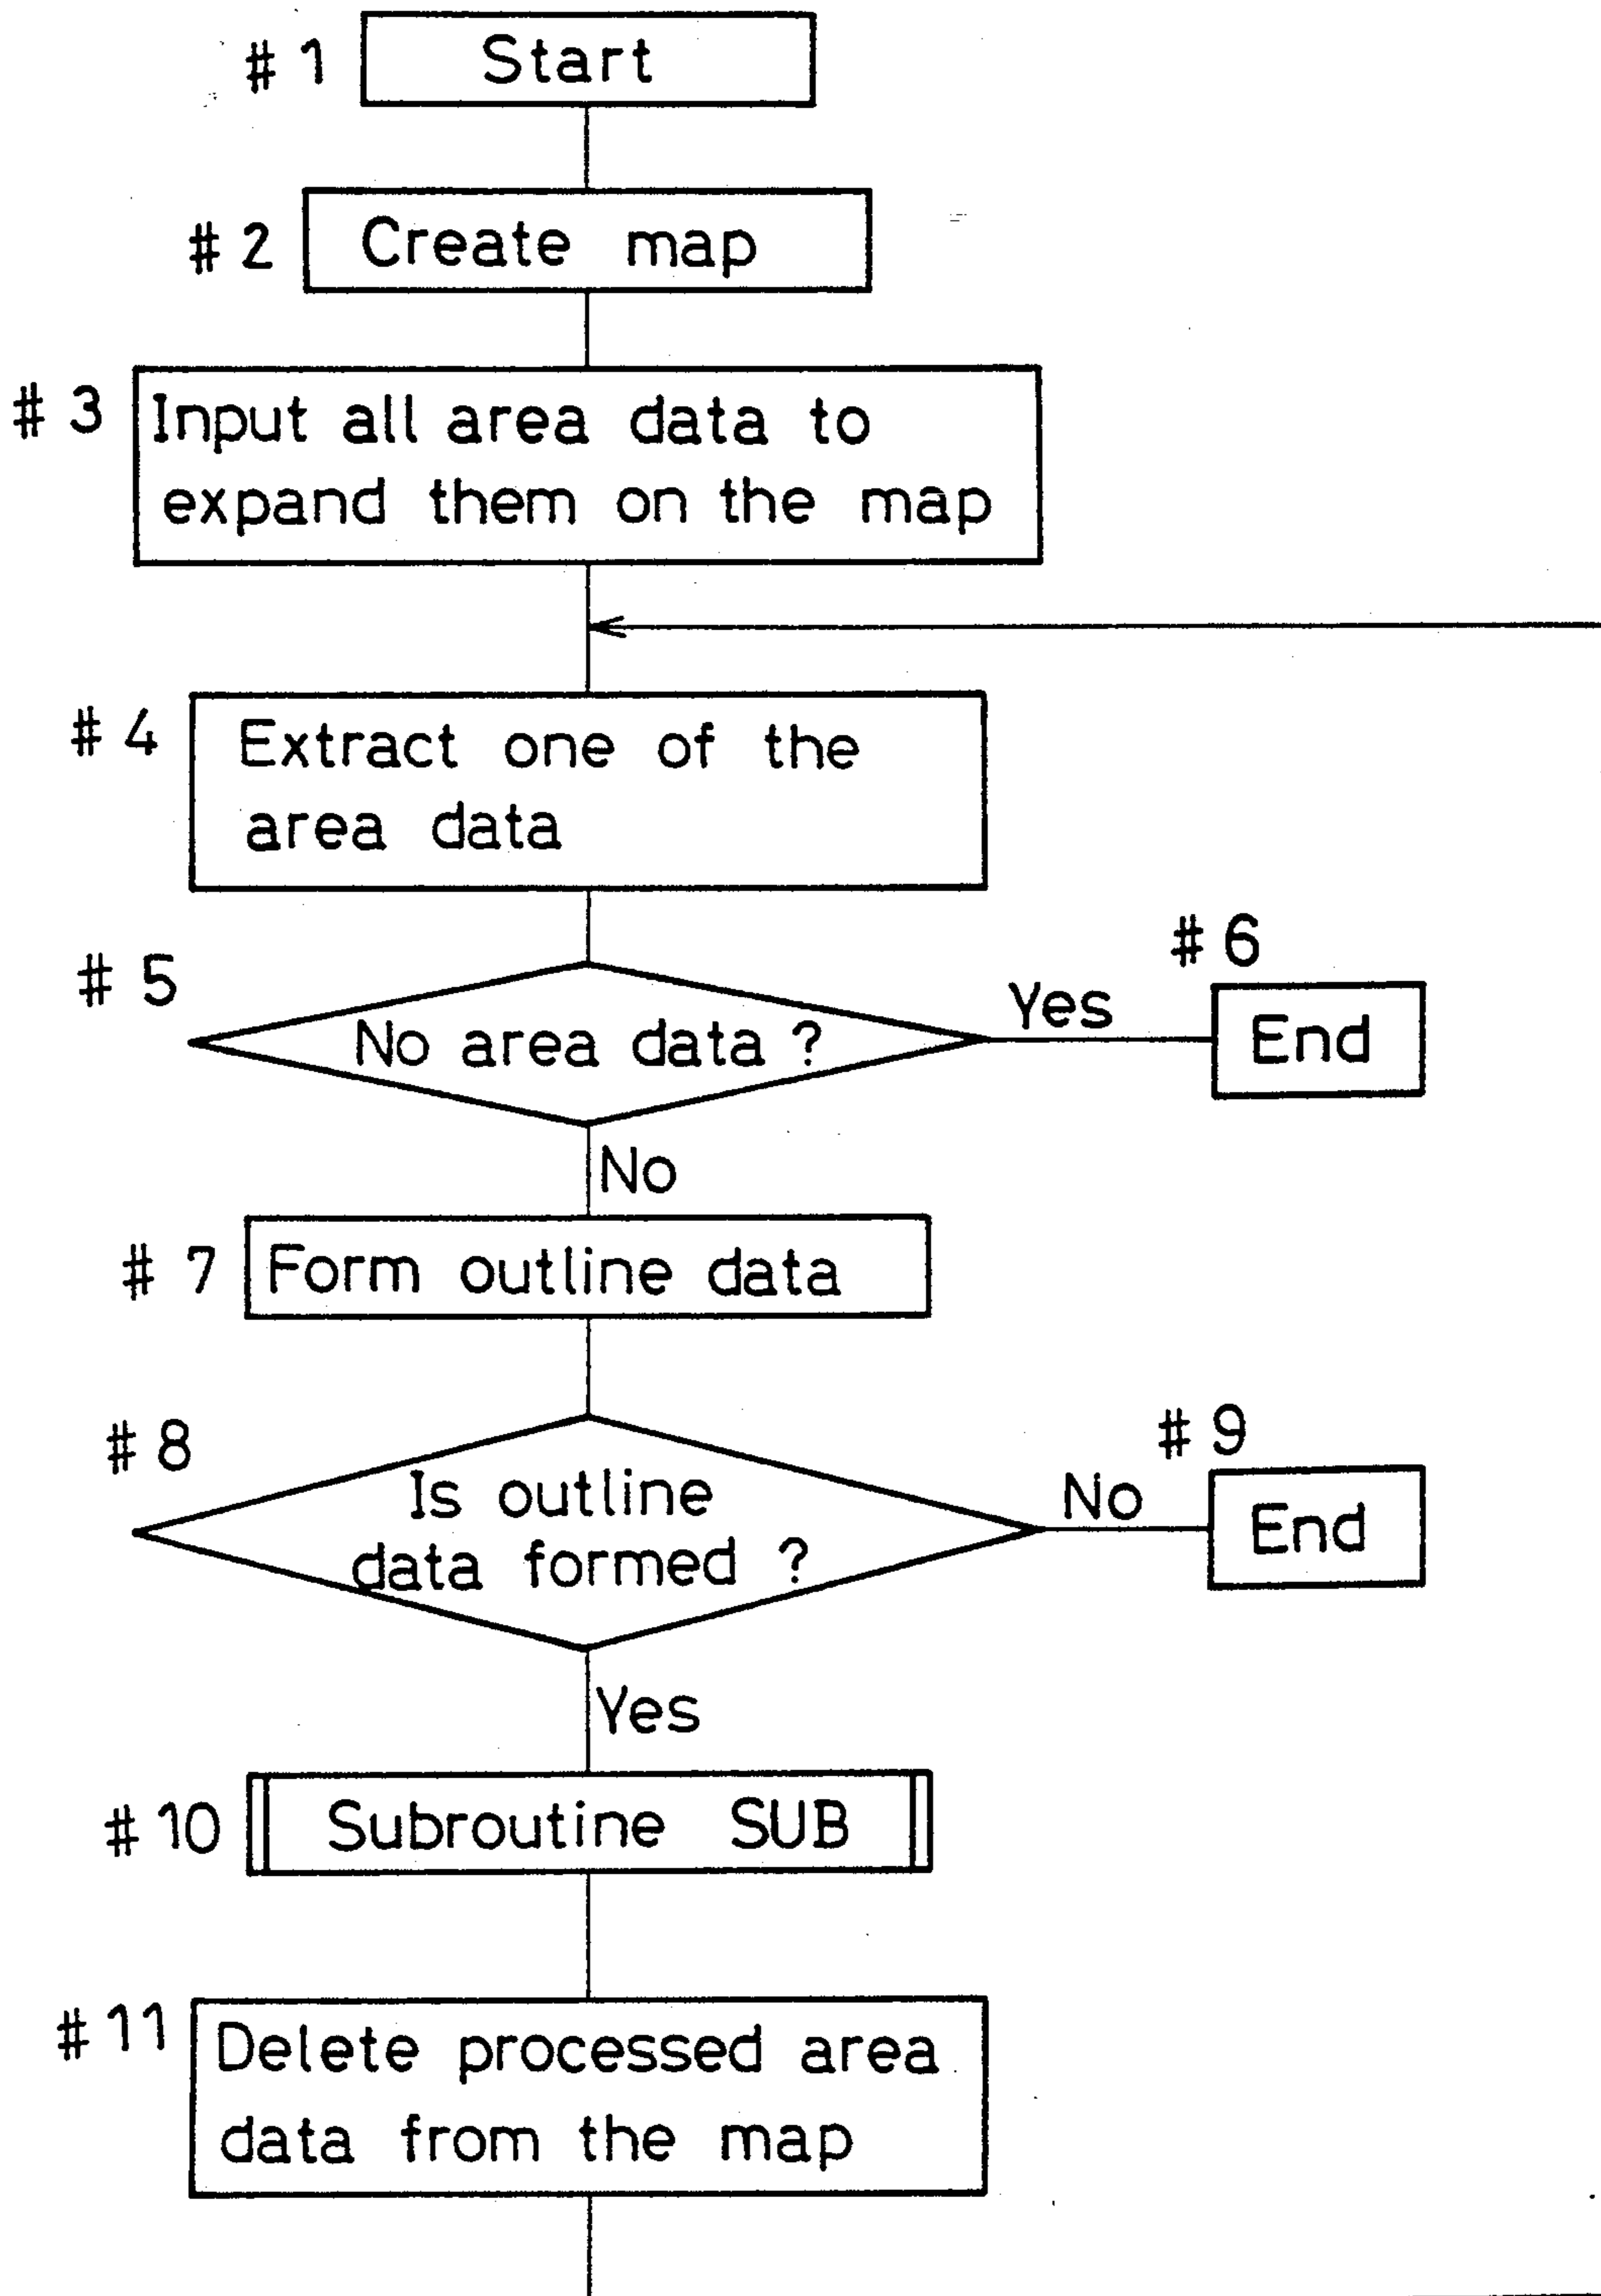 # 1 Start
# 2 Create map
# 3 Input all area data to
expand them on the map
# 4 Extract one of the
area data
# 5 No area data ? Yes
# 6
End
No
# 7 Form outline data
# 8 Is outline
data formed ?
No
# 9
End
Yes
# 10 Subroutine SUB
# 11 Delete processed area
data from the map